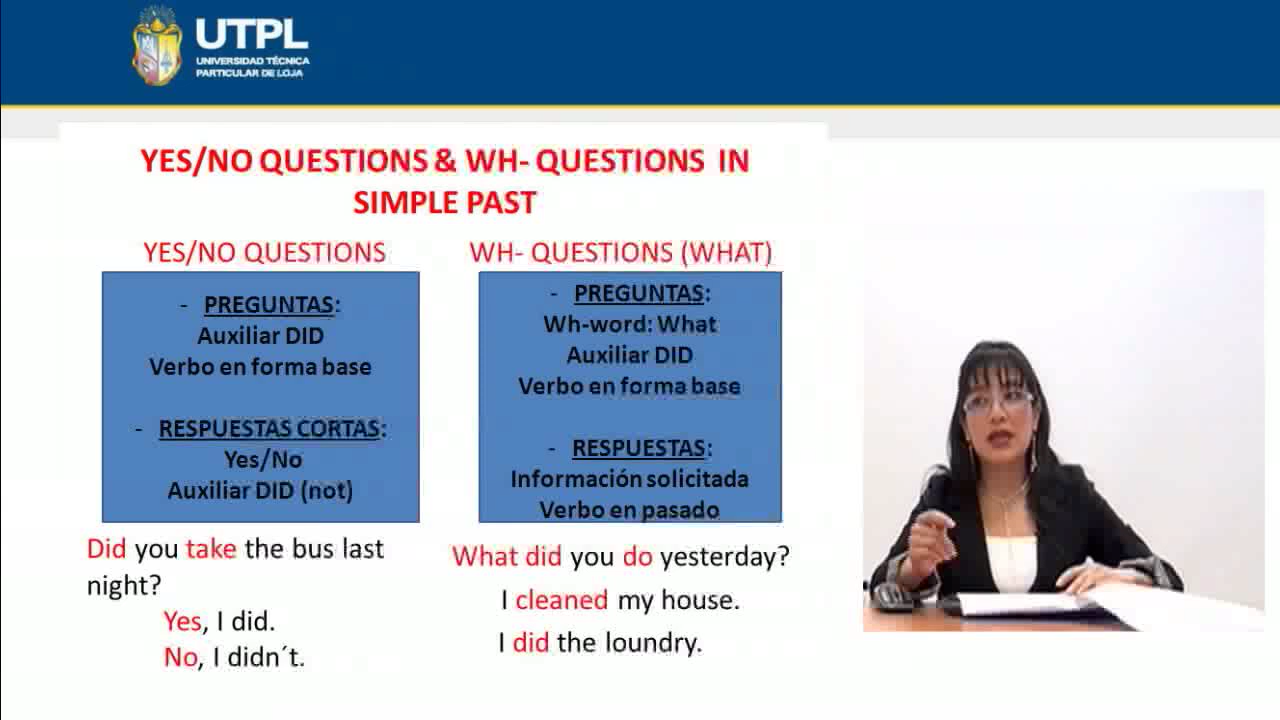 UTPL
UNIVERSIDAD TÉCNICA
PARTICULAR DE LOJA
YES/NO QUESTIONS & WH- QUESTIONS IN
SIMPLE PAST
YES/NO QUESTIONS
- PREGUNTAS:
Auxiliar DID
Verbo en forma base
- RESPUESTAS CORTAS:
Yes/No
Auxiliar DID (not)
Did you take the bus last
night?
Yes, I did.
No, I didn´t.
WH- QUESTIONS (WHAT)
- PREGUNTAS:
Wh-word: What
Auxiliar DID
Verbo en forma base
- RESPUESTAS:
Información solicitada
Verbo en pasado
What did you do yesterday?
I cleaned my house.
I did the loundry.